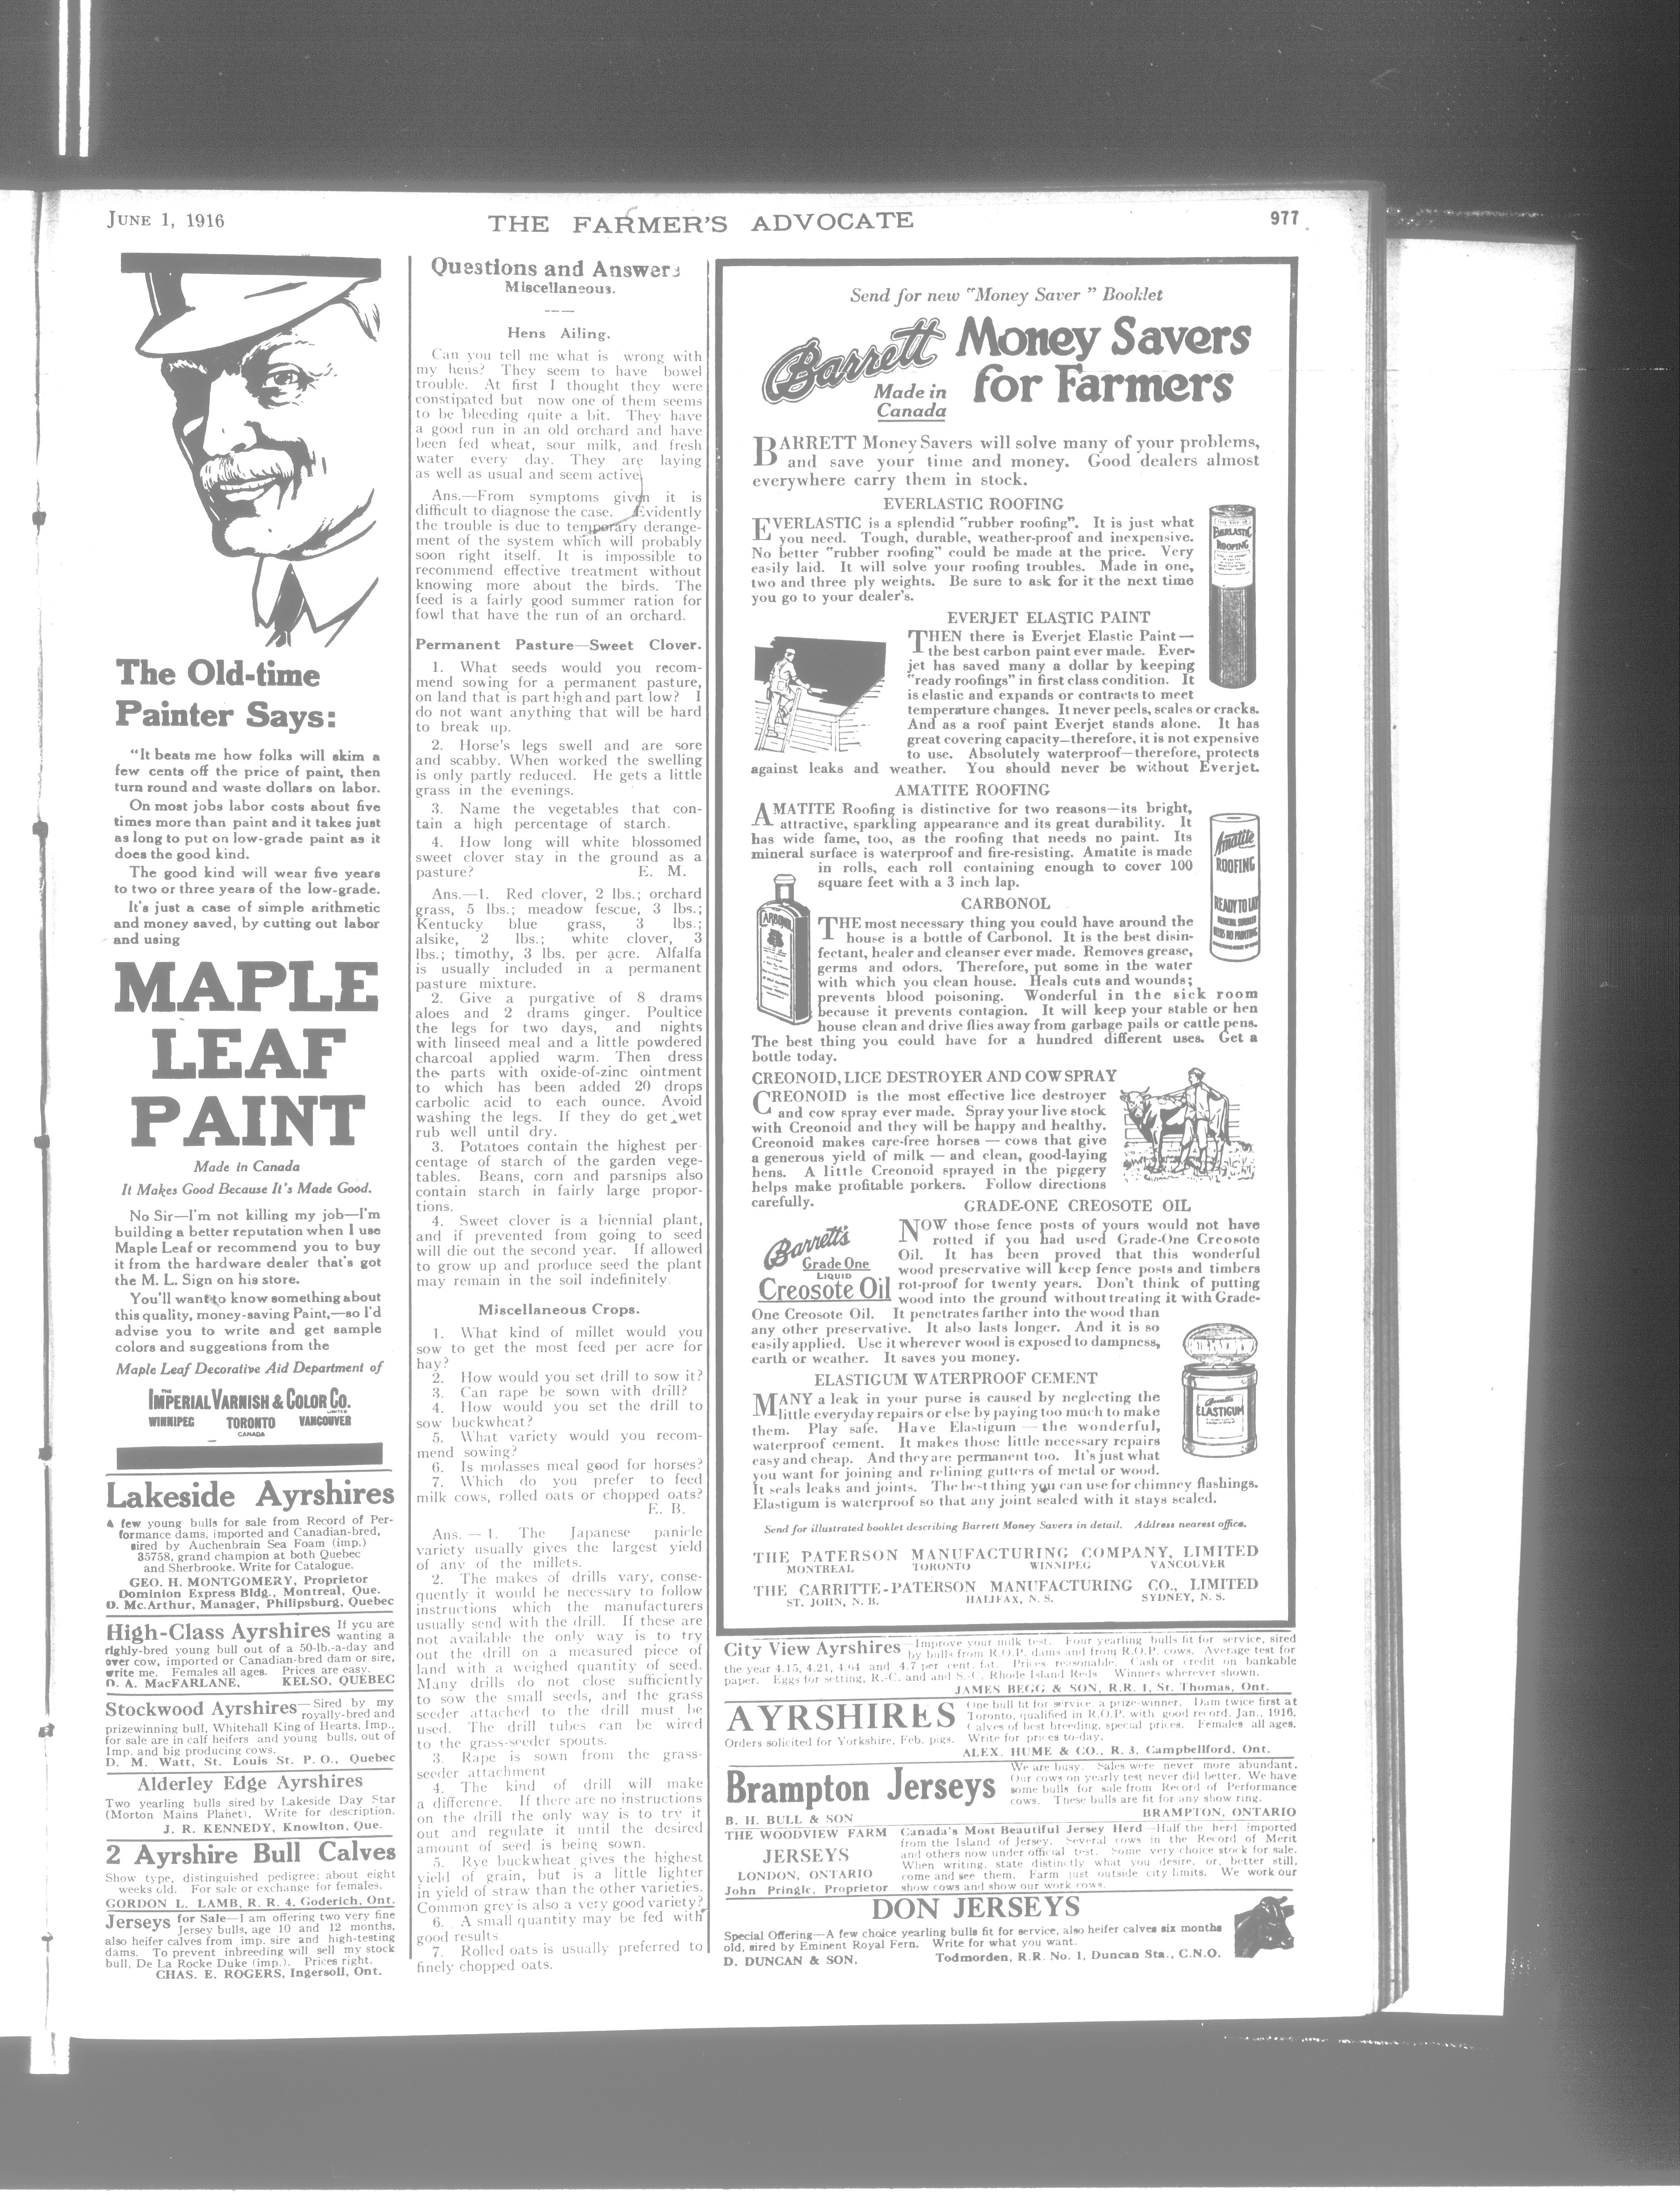 JUNE 1, 1916
THE FARMER'S ADVOCATE
977
The Old-time
Painter Says:
"It beats me how folks will skim a
few cents off the price of paint, then
turn round and waste dollars on labor.
On most jobs labor costs about five
times more than paint and it takes just
as long to put on low-grade paint as it
does the good kind.
The good kind will wear five years
to two or three years of the low-grade.
It's just a case of simple arithmetic
and money saved, by cutting out labor
and using
MAPLE
LEAF
PAINT
Made in Canada
It Makes Good Because It's Made Good.
No Sir—I'm not killing my job—I'm
building a better reputation when I use
Maple Leaf or recommend you to buy
it from the hardware dealer that's got
the M. L. Sign on his store.
You'll want to know something about
this quality, money-saving Paint,—so I'd
advise you to write and get sample
colors and suggestions from the
Maple Leaf Decorative Aid Department of
THE IMPERIAL VARNISH & COLOR CO.
LIMITED
WINNIPEG TORONTO VANCOUVER
CANADA
Lakeside Ayrshires
A few young bulls for sale from Record of Per-
formance dams, imported and Canadian-bred,
sired by Auchenbrain Sea Foam (imp.)
35758, grand champion at both Quebec
and Sherbrooke. Write for Catalogue.
GEO. H. MONTGOMERY, Proprietor
Dominion Express Bldg., Montreal, Que.
D. McArthur, Manager, Philipsburg, Quebec
High-Class Ayrshires If you are
wanting a
righly-bred young bull out of a 50-lb.-a-day and
over cow, imported or Canadian-bred dam or sire,
write me. Females all ages. Prices are easy.
D. A. MacFARLANE, KELSO, QUEBEC
Stockwood Ayrshires—Sired by my
royally-bred and
prizewinning bull, Whitehall King of Hearts, Imp.,
for sale are in calf heifers and young bulls, out of
Imp. and big producing cows.
D. M. Watt, St. Louis St. P. O., Quebec
Alderley Edge Ayrshires
Two yearling bulls sired by Lakeside Day Star
(Morton Mains Planet). Write for description.
J. R. KENNEDY, Knowlton, Que.
2 Ayrshire Bull Calves
Show type, distinguished pedigree; about eight
weeks old. For sale or exchange for females.
GORDON L. LAMB, R. R. 4, Goderich, Ont.
Jerseys for Sale—I am offering two very fine
Jersey bulls, age 10 and 12 months,
also heifer calves from imp. sire and high-testing
dams. To prevent inbreeding will sell my stock
bull, De La Rocke Duke (imp.). Prices right.
CHAS. E. ROGERS, Ingersoll, Ont.
Questions and Answers
Miscellaneous.
Hens Ailing.
Can you tell me what is wrong with
my hens? They seem to have bowel
trouble. At first I thought they were
constipated but now one of them seems
to be bleeding quite a bit. They have
a good run in an old orchard and have
been fed wheat, sour milk, and fresh
water every day. They are laying
as well as usual and seem active.
Ans.—From symptoms given it is
difficult to diagnose the case. Evidently
the trouble is due to temporary derange-
ment of the system which will probably
soon right itself. It is impossible to
recommend effective treatment without
knowing more about the birds. The
feed is a fairly good summer ration for
fowl that have the run of an orchard.
Permanent Pasture—Sweet Clover.
1. What seeds would you recom-
mend sowing for a permanent pasture,
on land that is part high and part low? I
do not want anything that will be hard
to break up.
2. Horse's legs swell and are sore
and scabby. When worked the swelling
is only partly reduced. He gets a little
grass in the evenings.
3. Name the vegetables that con-
tain a high percentage of starch.
4. How long will white blossomed
sweet clover stay in the ground as a
pasture? E. M.
Ans.—1. Red clover, 2 lbs.; orchard
grass, 5 lbs.; meadow fescue, 3 lbs.;
Kentucky blue grass, 3 lbs.;
alsike, 2 lbs.; white clover, 3
lbs.; timothy, 3 lbs. per acre. Alfalfa
is usually included in a permanent
pasture mixture.
2. Give a purgative of 8 drams
aloes and 2 drams ginger. Poultice
the legs for two days, and nights
with linseed meal and a little powdered
charcoal applied warm. Then dress
the parts with oxide-of-zinc ointment
to which has been added 20 drops
carbolic acid to each ounce. Avoid
washing the legs. If they do get wet
rub well until dry.
3. Potatoes contain the highest per-
centage of starch of the garden vege-
tables. Beans, corn and parsnips also
contain starch in fairly large propor-
tions.
4. Sweet clover is a biennial plant,
and if prevented from going to seed
will die out the second year. If allowed
to grow up and produce seed the plant
may remain in the soil indefinitely.
Miscellaneous Crops.
1. What kind of millet would you
sow to get the most feed per acre for
hay?
2. How would you set drill to sow it?
3. Can rape be sown with drill?
4. How would you set the drill to
sow buckwheat?
5. What variety would you recom-
mend sowing?
6. Is molasses meal good for horses?
7. Which do you prefer to feed
milk cows, rolled oats or chopped oats?
E. B.
Ans. — 1. The Japanese panicle
variety usually gives the largest yield
of any of the millets.
2. The makes of drills vary, conse-
quently it would be necessary to follow
instructions which the manufacturers
usually send with the drill. If these are
not available the only way is to try
out the drill on a measured piece of
land with a weighed quantity of seed.
Many drills do not close sufficiently
to sow the small seeds, and the grass
seeder attached to the drill must be
used. The drill tubes can be wired
to the grass-seeder spouts.
3. Rape is sown from the grass-
seeder attachment
4. The kind of drill will make
a difference. If there are no instructions
on the drill the only way is to try it
out and regulate it until the desired
amount of seed is being sown.
5. Rye buckwheat gives the highest
yield of grain, but is a little lighter
in yield of straw than the other varieties.
Common grey is also a very good variety.
6. A small quantity may be fed with
good results
7. Rolled oats is usually preferred to
finely chopped oats.
Send for new "Money Saver" Booklet
Barrett Money Savers
Made in
Canada
for Farmers
BARRETT Money Savers will solve many of your problems,
and save your time and money. Good dealers almost
everywhere carry them in stock.
EVERLASTIC ROOFING
EVERLASTIC is a splendid "rubber roofing". It is just what
you need. Tough, durable, weather-proof and inexpensive.
No better "rubber roofing" could be made at the price. Very
easily laid. It will solve your roofing troubles. Made in one,
two and three ply weights. Be sure to ask for it the next time
you go to your dealer's.
EVERLASTIC
ROOFING
EVERJET ELASTIC PAINT
THEN there is Everjet Elastic Paint—
the best carbon paint ever made. Ever-
jet has saved many a dollar by keeping
"ready roofings" in first class condition. It
is elastic and expands or contracts to meet
temperature changes. It never peels, scales or cracks.
And as a roof paint Everjet stands alone. It has
great covering capacity—therefore, it is not expensive
to use. Absolutely waterproof—therefore, protects
against leaks and weather. You should never be without Everjet.
AMATITE ROOFING
AMATITE Roofing is distinctive for two reasons—its bright,
attractive, sparkling appearance and its great durability. It
has wide fame, too, as the roofing that needs no paint. Its
mineral surface is waterproof and fire-resisting. Amatite is made
in rolls, each roll containing enough to cover 100
square feet with a 3 inch lap.
Amatite
ROOFING
READY TO LAY
CARBONOL
CARBONOL
THE most necessary thing you could have around the
house is a bottle of Carbonol. It is the best disin-
fectant, healer and cleanser ever made. Removes grease,
germs and odors. Therefore, put some in the water
with which you clean house. Heals cuts and wounds;
prevents blood poisoning. Wonderful in the sick room
because it prevents contagion. It will keep your stable or hen
house clean and drive flies away from garbage pails or cattle pens.
The best thing you could have for a hundred different uses. Get a
bottle today.
CREONOID, LICE DESTROYER AND COW SPRAY
CREONOID is the most effective lice destroyer
and cow spray ever made. Spray your live stock
with Creonoid and they will be happy and healthy.
Creonoid makes care-free horses — cows that give
a generous yield of milk — and clean, good-laying
hens. A little Creonoid sprayed in the piggery
helps make profitable porkers. Follow directions
carefully.
GRADE-ONE CREOSOTE OIL
Barrett's
Grade One
LIQUID
Creosote Oil
NOW those fence posts of yours would not have
rotted if you had used Grade-One Creosote
Oil. It has been proved that this wonderful
wood preservative will keep fence posts and timbers
rot-proof for twenty years. Don't think of putting
wood into the ground without treating it with Grade-
One Creosote Oil. It penetrates farther into the wood than
any other preservative. It also lasts longer. And it is so
easily applied. Use it wherever wood is exposed to dampness,
earth or weather. It saves you money.
ELASTIGUM WATERPROOF CEMENT
MANY a leak in your purse is caused by neglecting the
little everyday repairs or else by paying too much to make
them. Play safe. Have Elastigum — the wonderful,
waterproof cement. It makes those little necessary repairs
easy and cheap. And they are permanent too. It's just what
you want for joining and relining gutters of metal or wood.
It seals leaks and joints. The best thing you can use for chimney flashings.
Elastigum is waterproof so that any joint sealed with it stays sealed.
ELASTIGUM
Send for illustrated booklet describing Barrett Money Savers in detail. Address nearest office.
THE PATERSON MANUFACTURING COMPANY, LIMITED
MONTREAL TORONTO WINNIPEG VANCOUVER
THE CARRITTE-PATERSON MANUFACTURING CO., LIMITED
ST. JOHN, N. B. HALIFAX, N. S. SYDNEY, N. S.
City View Ayrshires—Improve your milk test. Four yearling bulls fit for service, sired
by bulls from R.O.P. dams and from R.O.P. cows. Average test for
the year 4.15, 4.21, 4.64 and 4.7 per cent. fat. Prices reasonable. Cash or credit on bankable
paper. Eggs for setting, R.-C. and and S.-C. Rhode Island Reds Winners wherever shown.
JAMES BEGG & SON, R.R. 1, St. Thomas, Ont.
AYRSHIRES One bull fit for service, a prize-winner. Dam twice first at
Toronto, qualified in R.O.P. with good record, Jan., 1916.
Calves of best breeding, special prices. Females all ages.
Orders solicited for Yorkshire, Feb. pigs. Write for prices to-day.
ALEX. HUME & CO., R. 3, Campbellford, Ont.
Brampton Jerseys We are busy. Sales were never more abundant.
Our cows on yearly test never did better. We have
some bulls for sale from Record of Performance
cows. These bulls are fit for any show ring.
B. H. BULL & SON BRAMPTON, ONTARIO
THE WOODVIEW FARM
JERSEYS
LONDON, ONTARIO
John Pringle, Proprietor
Canada's Most Beautiful Jersey Herd—Half the herd imported
from the Island of Jersey. Several cows in the Record of Merit
and others now under official test. Some very choice stock for sale.
When writing, state distinctly what you desire, or, better still,
come and see them. Farm just outside city limits. We work our
show cows and show our work cows.
DON JERSEYS
Special Offering—A few choice yearling bulls fit for service, also heifer calves six months
old, sired by Eminent Royal Fern. Write for what you want.
D. DUNCAN & SON, Todmorden, R.R. No. 1, Duncan Sta., C.N.O.